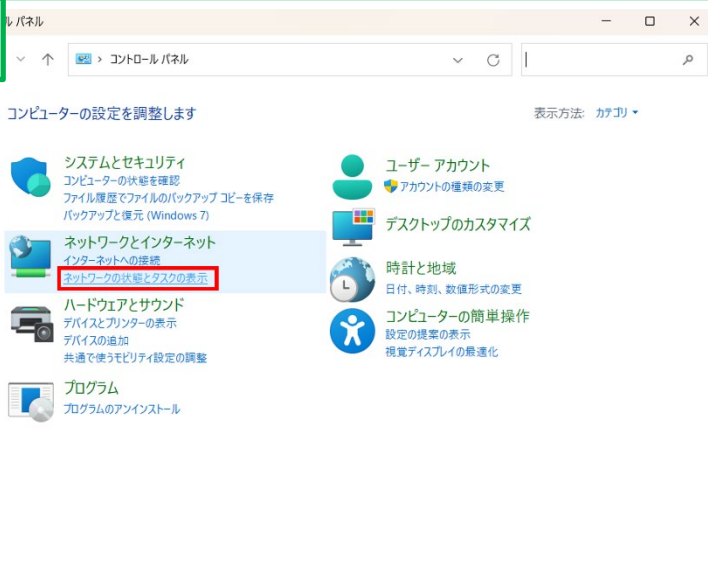 ル パネル
コントロール パネル
コンピューターの設定を調整します
表示方法: カテゴリ
システムとセキュリティ
コンピューターの状態を確認
ファイル履歴でファイルのバックアップ コピーを保存
バックアップと復元 (Windows 7)
ネットワークとインターネット
インターネットへの接続
ネットワークの状態とタスクの表示
ハードウェアとサウンド
デバイスとプリンターの表示
デバイスの追加
共通で使うモビリティ設定の調整
プログラム
プログラムのアンインストール
ユーザー アカウント
アカウントの種類の変更
デスクトップのカスタマイズ
時計と地域
日付、時刻、数値形式の変更
コンピューターの簡単操作
設定の提案の表示
視覚ディスプレイの最適化